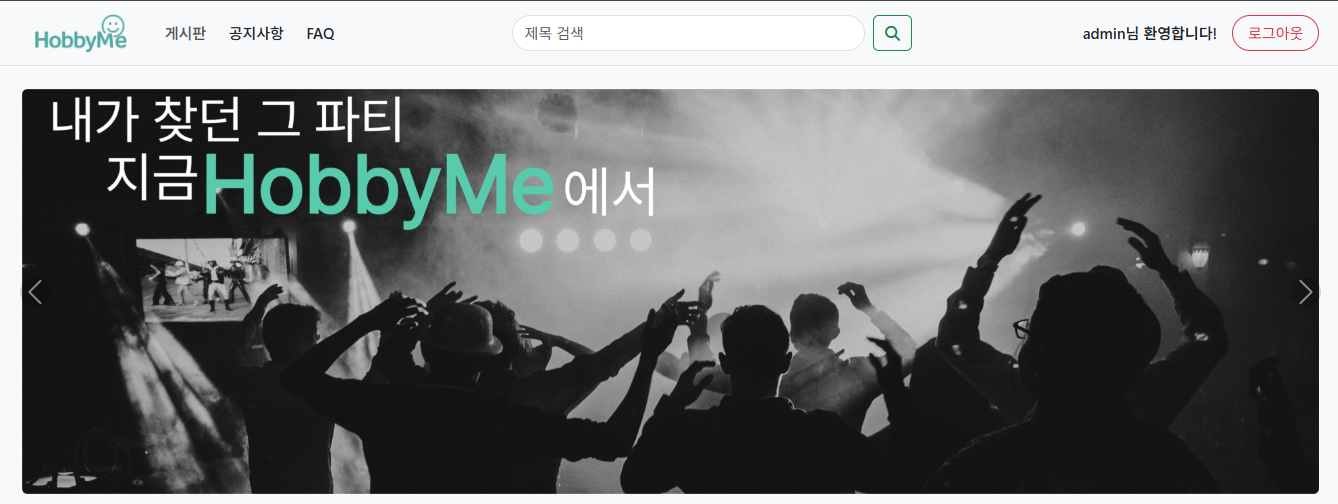 HobbyMe
게시판 공지사항 FAQ
제목 검색
admin님 환영합니다!
로그아웃
내가 찾던 그 파티
지금 HobbyMe 에서